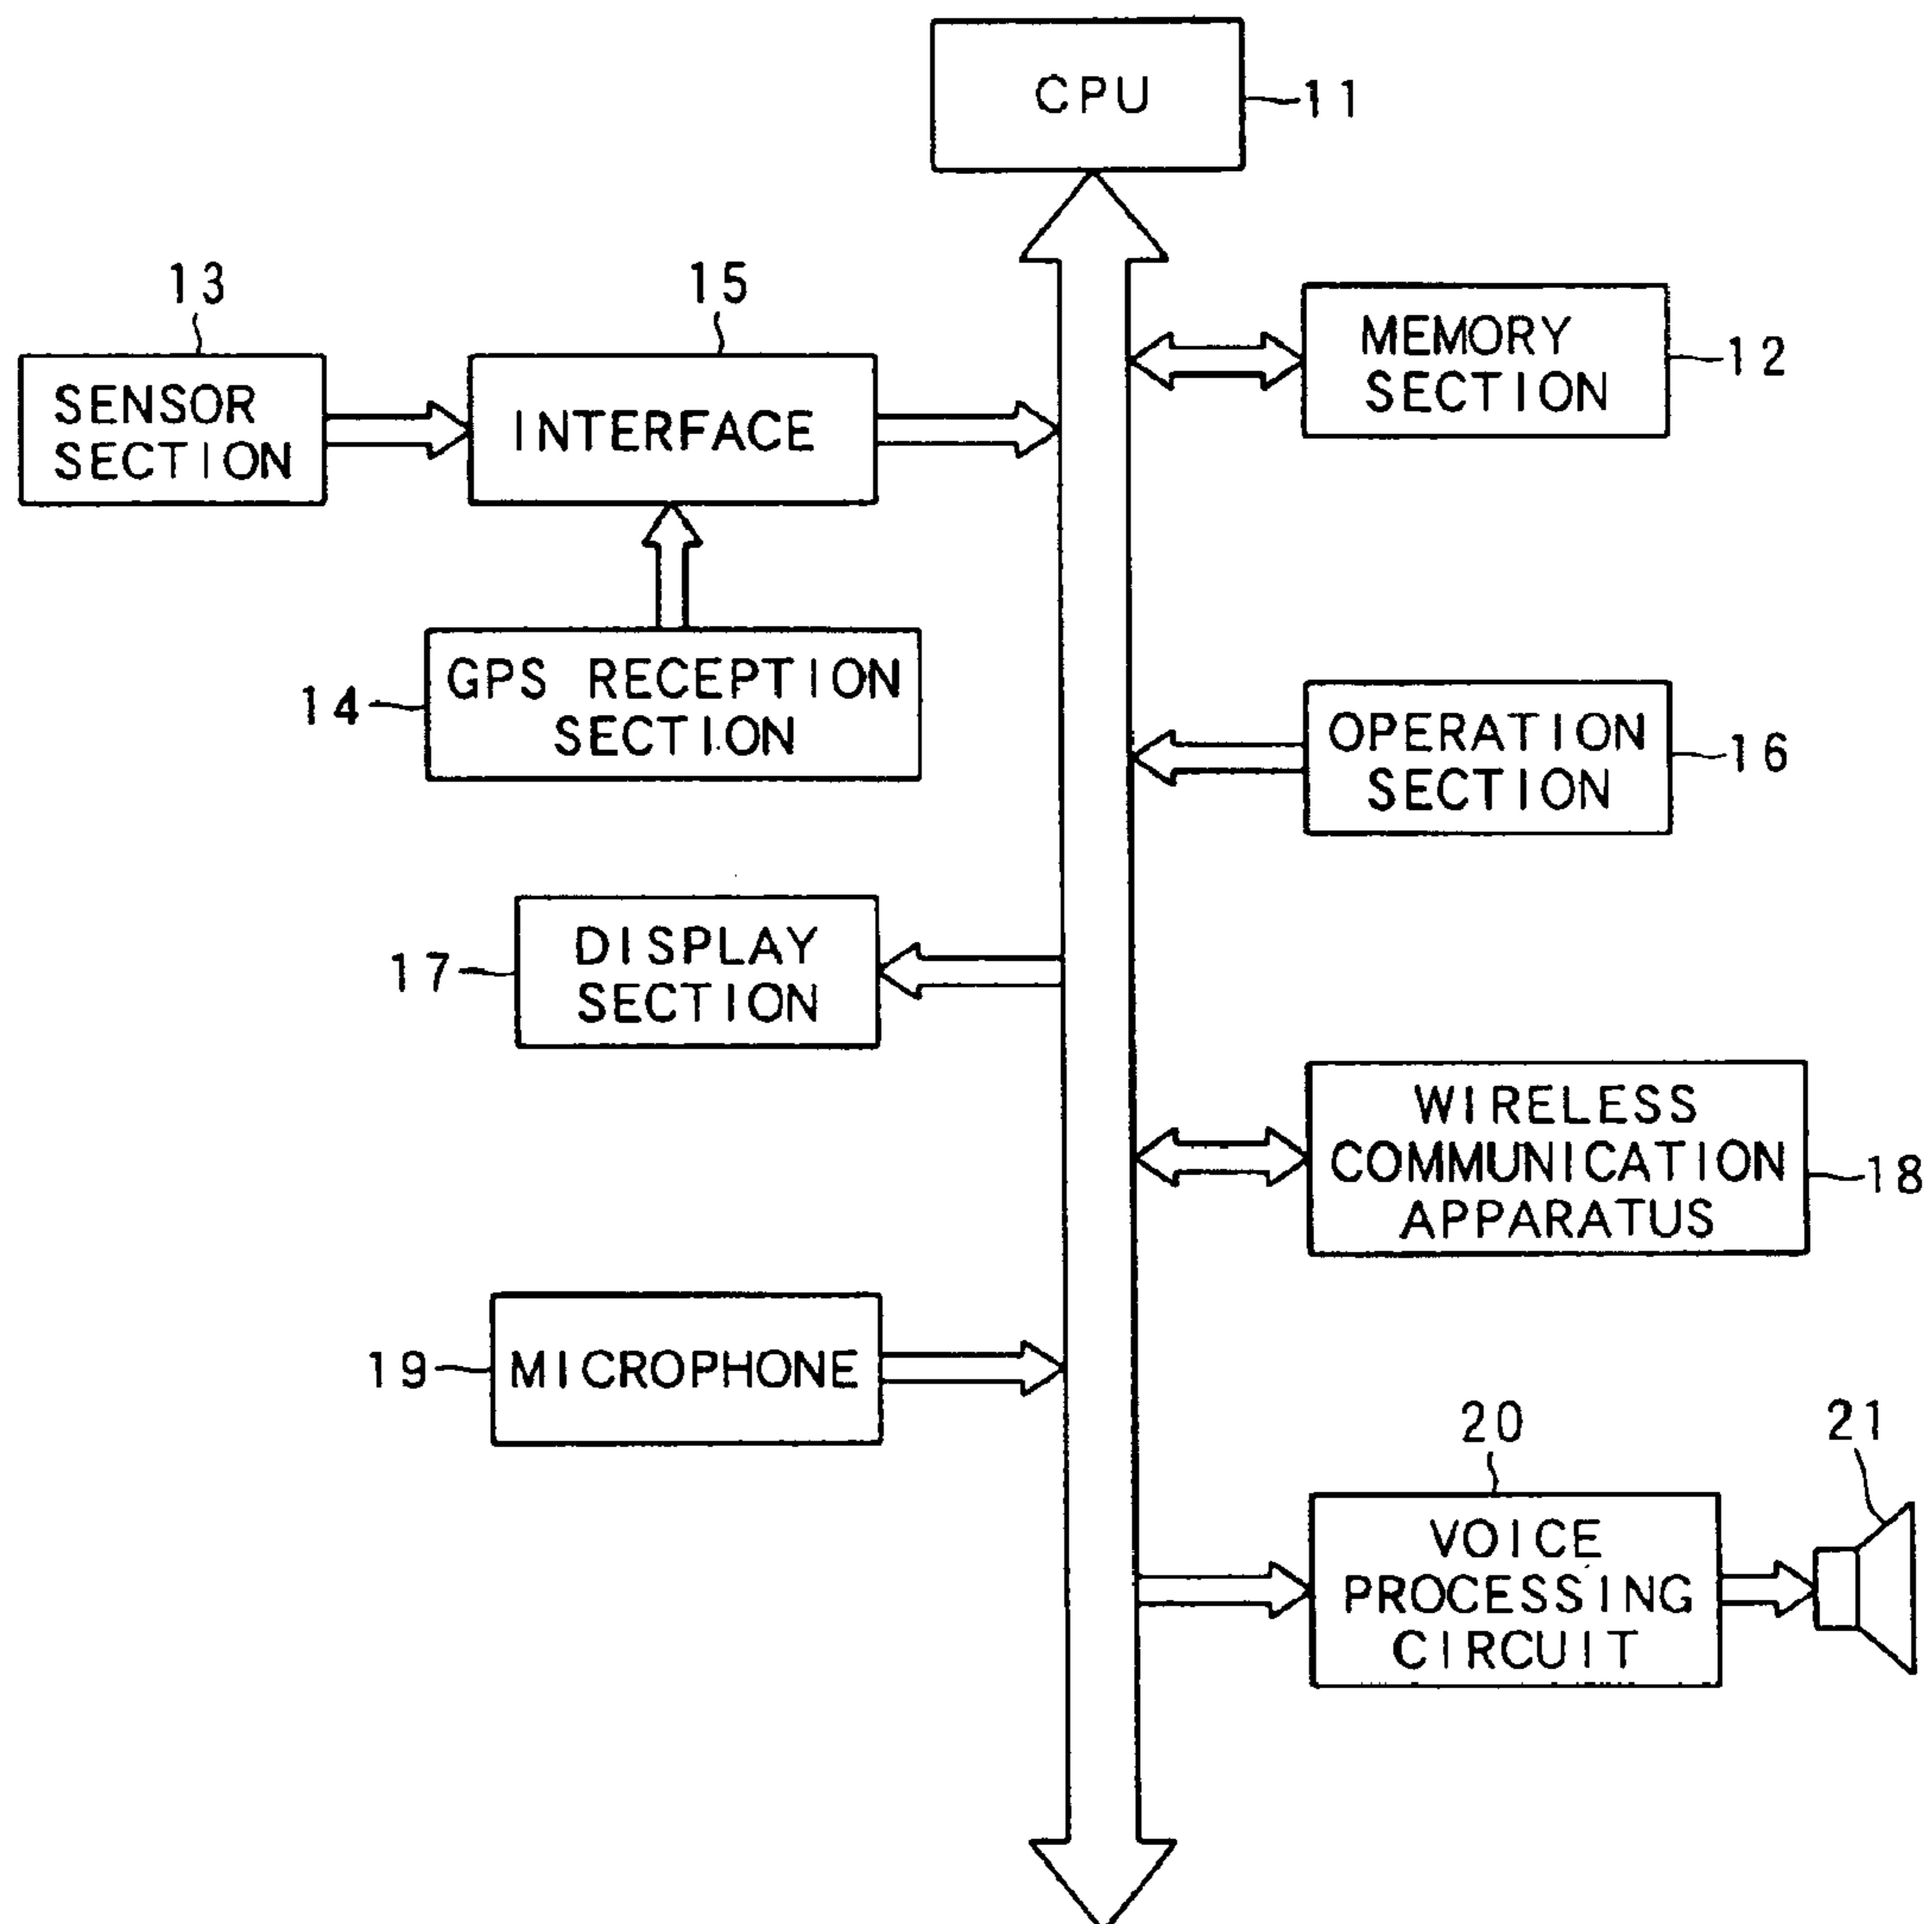 CPU
11
13
15
MEMORY
SECTION
12
SENSOR
SECTION
INTERFACE
14
GPS RECEPTION
SECTION
OPERATION
SECTION
16
17
DISPLAY
SECTION
WIRELESS
COMMUNICATION
APPARATUS
18
19
MICROPHONE
20
21
VOICE
PROCESSING
CIRCUIT